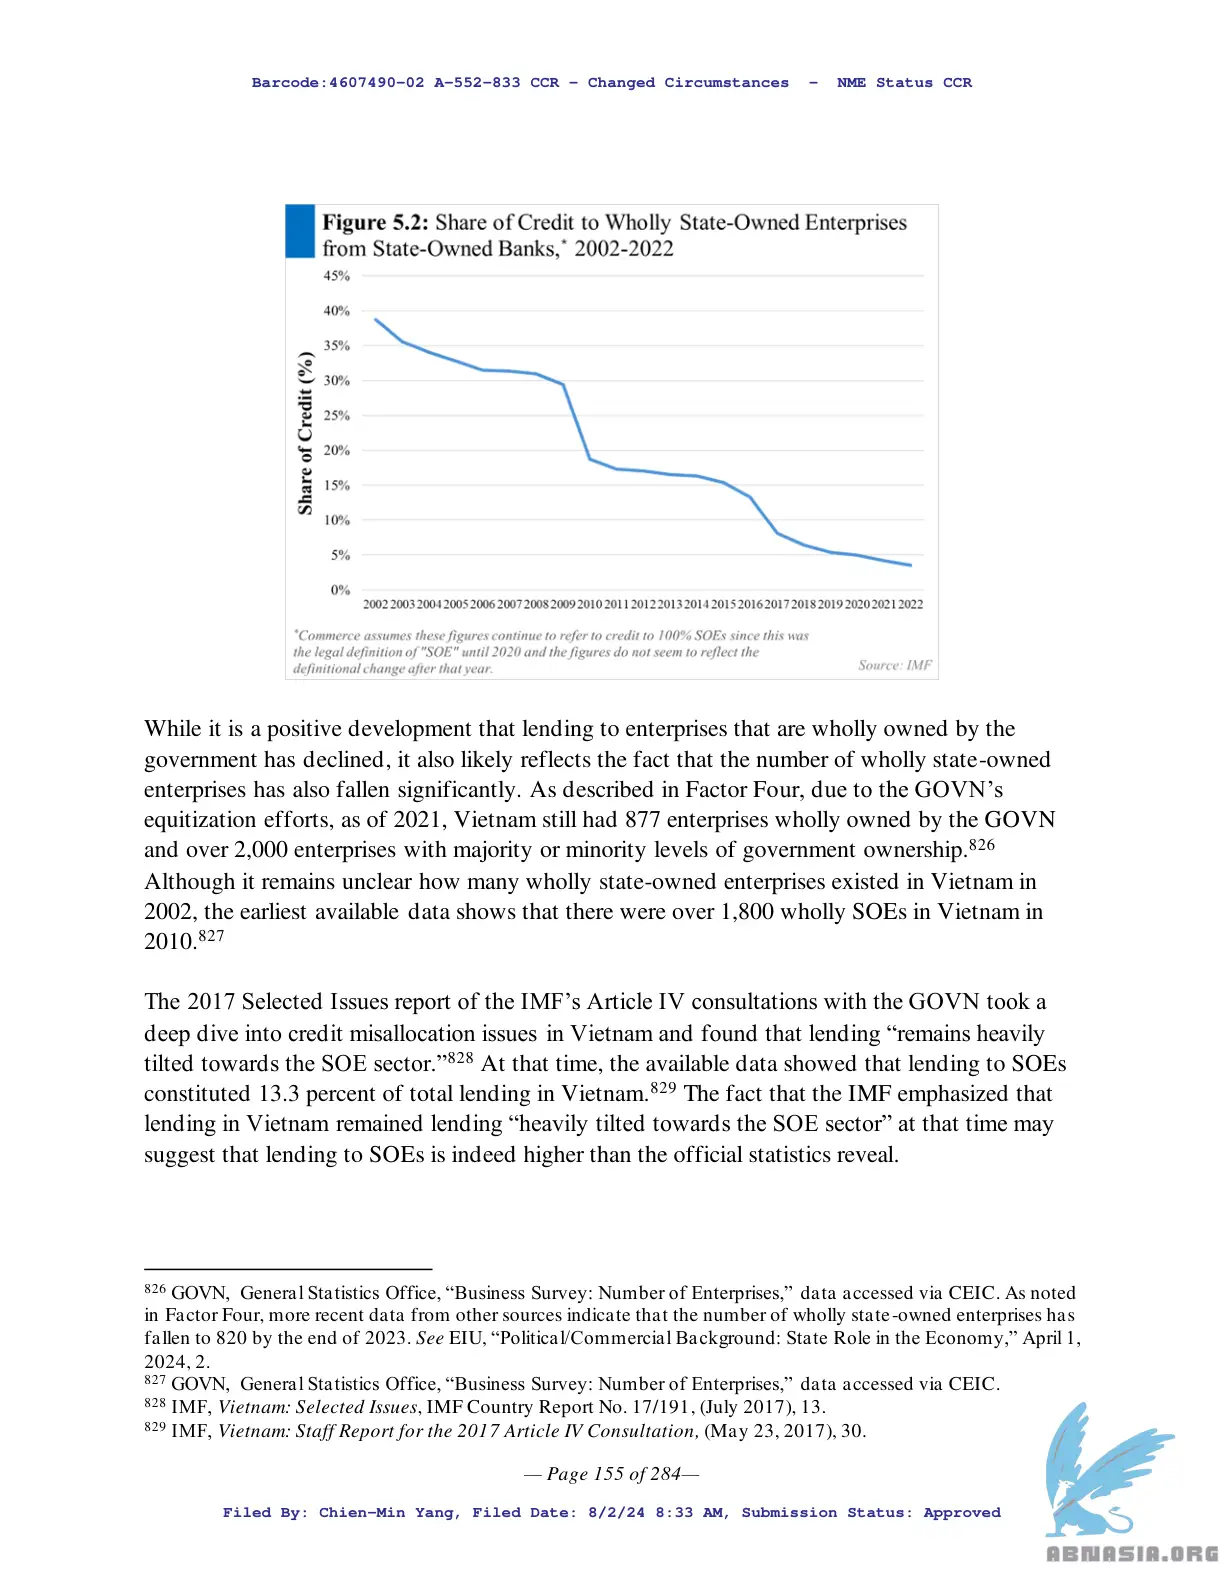 Barcode:4607490-02 A-552-833 CCR - Changed Circumstances  -  NME Status CCR
Figure 5.2: Share of Credit to Wholly State-Owned Enterprises
from State-Owned Banks,* 2002-2022
45%
40%
35%
30%
25%
20%
15%
10%
5%
0%
Share of Credit (%)
2002 2003 2004 2005 2006 2007 2008 2009 2010 2011 2012 2013 2014 2015 2016 2017 2018 2019 2020 2021 2022
*Commerce assumes these figures continue to refer to credit to 100% SOEs since this was
the legal definition of "SOE" until 2020 and the figures do not seem to reflect the
definitional change after that year.
Source: IMF
While it is a positive development that lending to enterprises that are wholly owned by the
government has declined, it also likely reflects the fact that the number of wholly state-owned
enterprises has also fallen significantly. As described in Factor Four, due to the GOVN’s
equitization efforts, as of 2021, Vietnam still had 877 enterprises wholly owned by the GOVN
and over 2,000 enterprises with majority or minority levels of government ownership.826
Although it remains unclear how many wholly state-owned enterprises existed in Vietnam in
2002, the earliest available data shows that there were over 1,800 wholly SOEs in Vietnam in
2010.827
The 2017 Selected Issues report of the IMF’s Article IV consultations with the GOVN took a
deep dive into credit misallocation issues in Vietnam and found that lending “remains heavily
tilted towards the SOE sector.”828 At that time, the available data showed that lending to SOEs
constituted 13.3 percent of total lending in Vietnam.829 The fact that the IMF emphasized that
lending in Vietnam remained lending “heavily tilted towards the SOE sector” at that time may
suggest that lending to SOEs is indeed higher than the official statistics reveal.
826 GOVN, General Statistics Office, “Business Survey: Number of Enterprises,” data accessed via CEIC. As noted
in Factor Four, more recent data from other sources indicate that the number of wholly state-owned enterprises has
fallen to 820 by the end of 2023. See EIU, “Political/Commercial Background: State Role in the Economy,” April 1,
2024, 2.
827 GOVN, General Statistics Office, “Business Survey: Number of Enterprises,” data accessed via CEIC.
828 IMF, Vietnam: Selected Issues, IMF Country Report No. 17/191, (July 2017), 13.
829 IMF, Vietnam: Staff Report for the 2017 Article IV Consultation, (May 23, 2017), 30.
— Page 155 of 284—
Filed By: Chien-Min Yang, Filed Date: 8/2/24 8:33 AM, Submission Status: Approved
ABNASIA.ORG